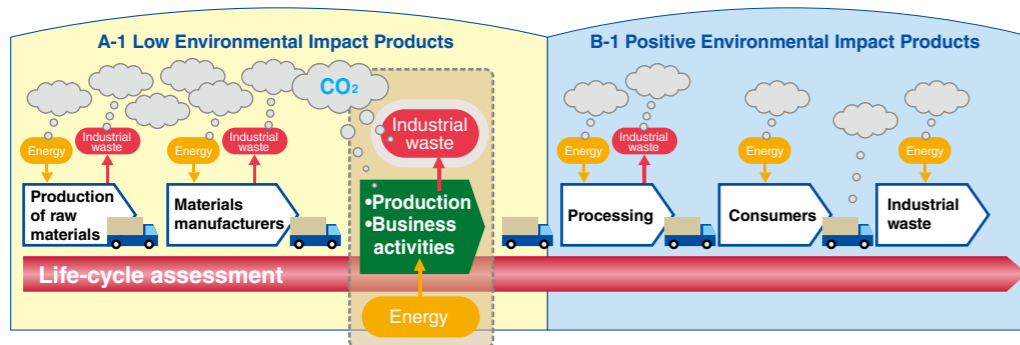 A-1 Low Environmental Impact Products
B-1 Positive Environmental Impact Products
CO₂
Energy
Industrial
waste
Energy
Industrial
waste
Industrial
waste
Energy
Industrial
waste
Energy
Energy
Production
of raw
materials
Materials
manufacturers
•Production
•Business
activities
Processing
Consumers
Industrial
waste
Life-cycle assessment
Energy